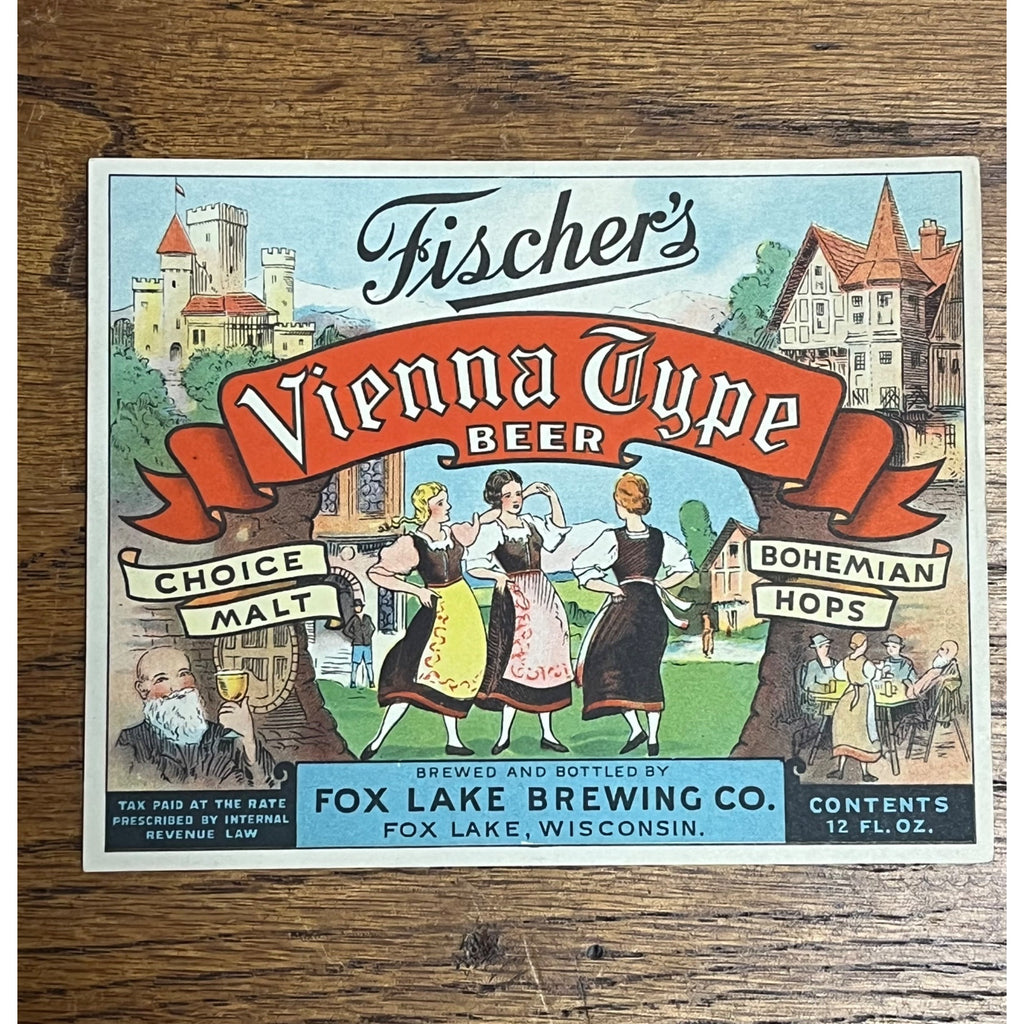 Fischer's
Vienna Type
BEER
CHOICE
MALT
BOHEMIAN
HOPS
TAX PAID AT THE RATE
PRESCRIBED BY INTERNAL
REVENUE LAW
BREWED AND BOTTLED BY
FOX LAKE BREWING CO.
FOX LAKE, WISCONSIN.
CONTENTS
12 FL. OZ.